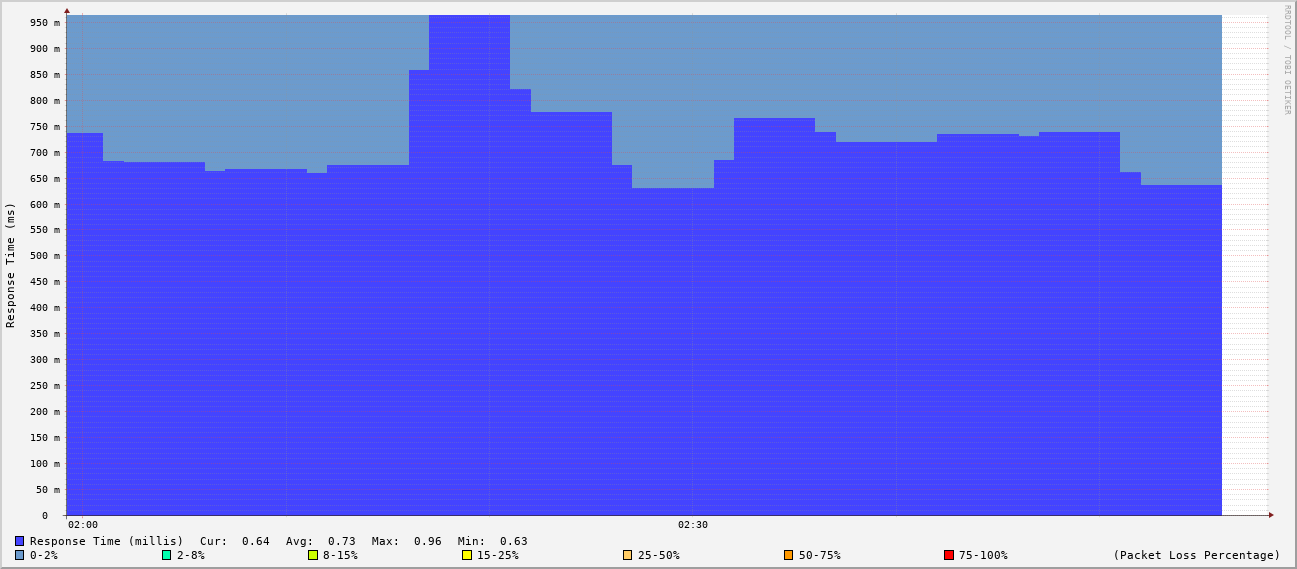 RRDTOOL / TOBI OETIKER
Response Time (ms)
950 m
900 m
850 m
800 m
750 m
700 m
650 m
600 m
550 m
500 m
450 m
400 m
350 m
300 m
250 m
200 m
150 m
100 m
50 m
0
02:00 02:30
Response Time (millis) Cur: 0.64 Avg: 0.73 Max: 0.96 Min: 0.63
0-2% 2-8% 8-15% 15-25% 25-50% 50-75% 75-100% (Packet Loss Percentage)